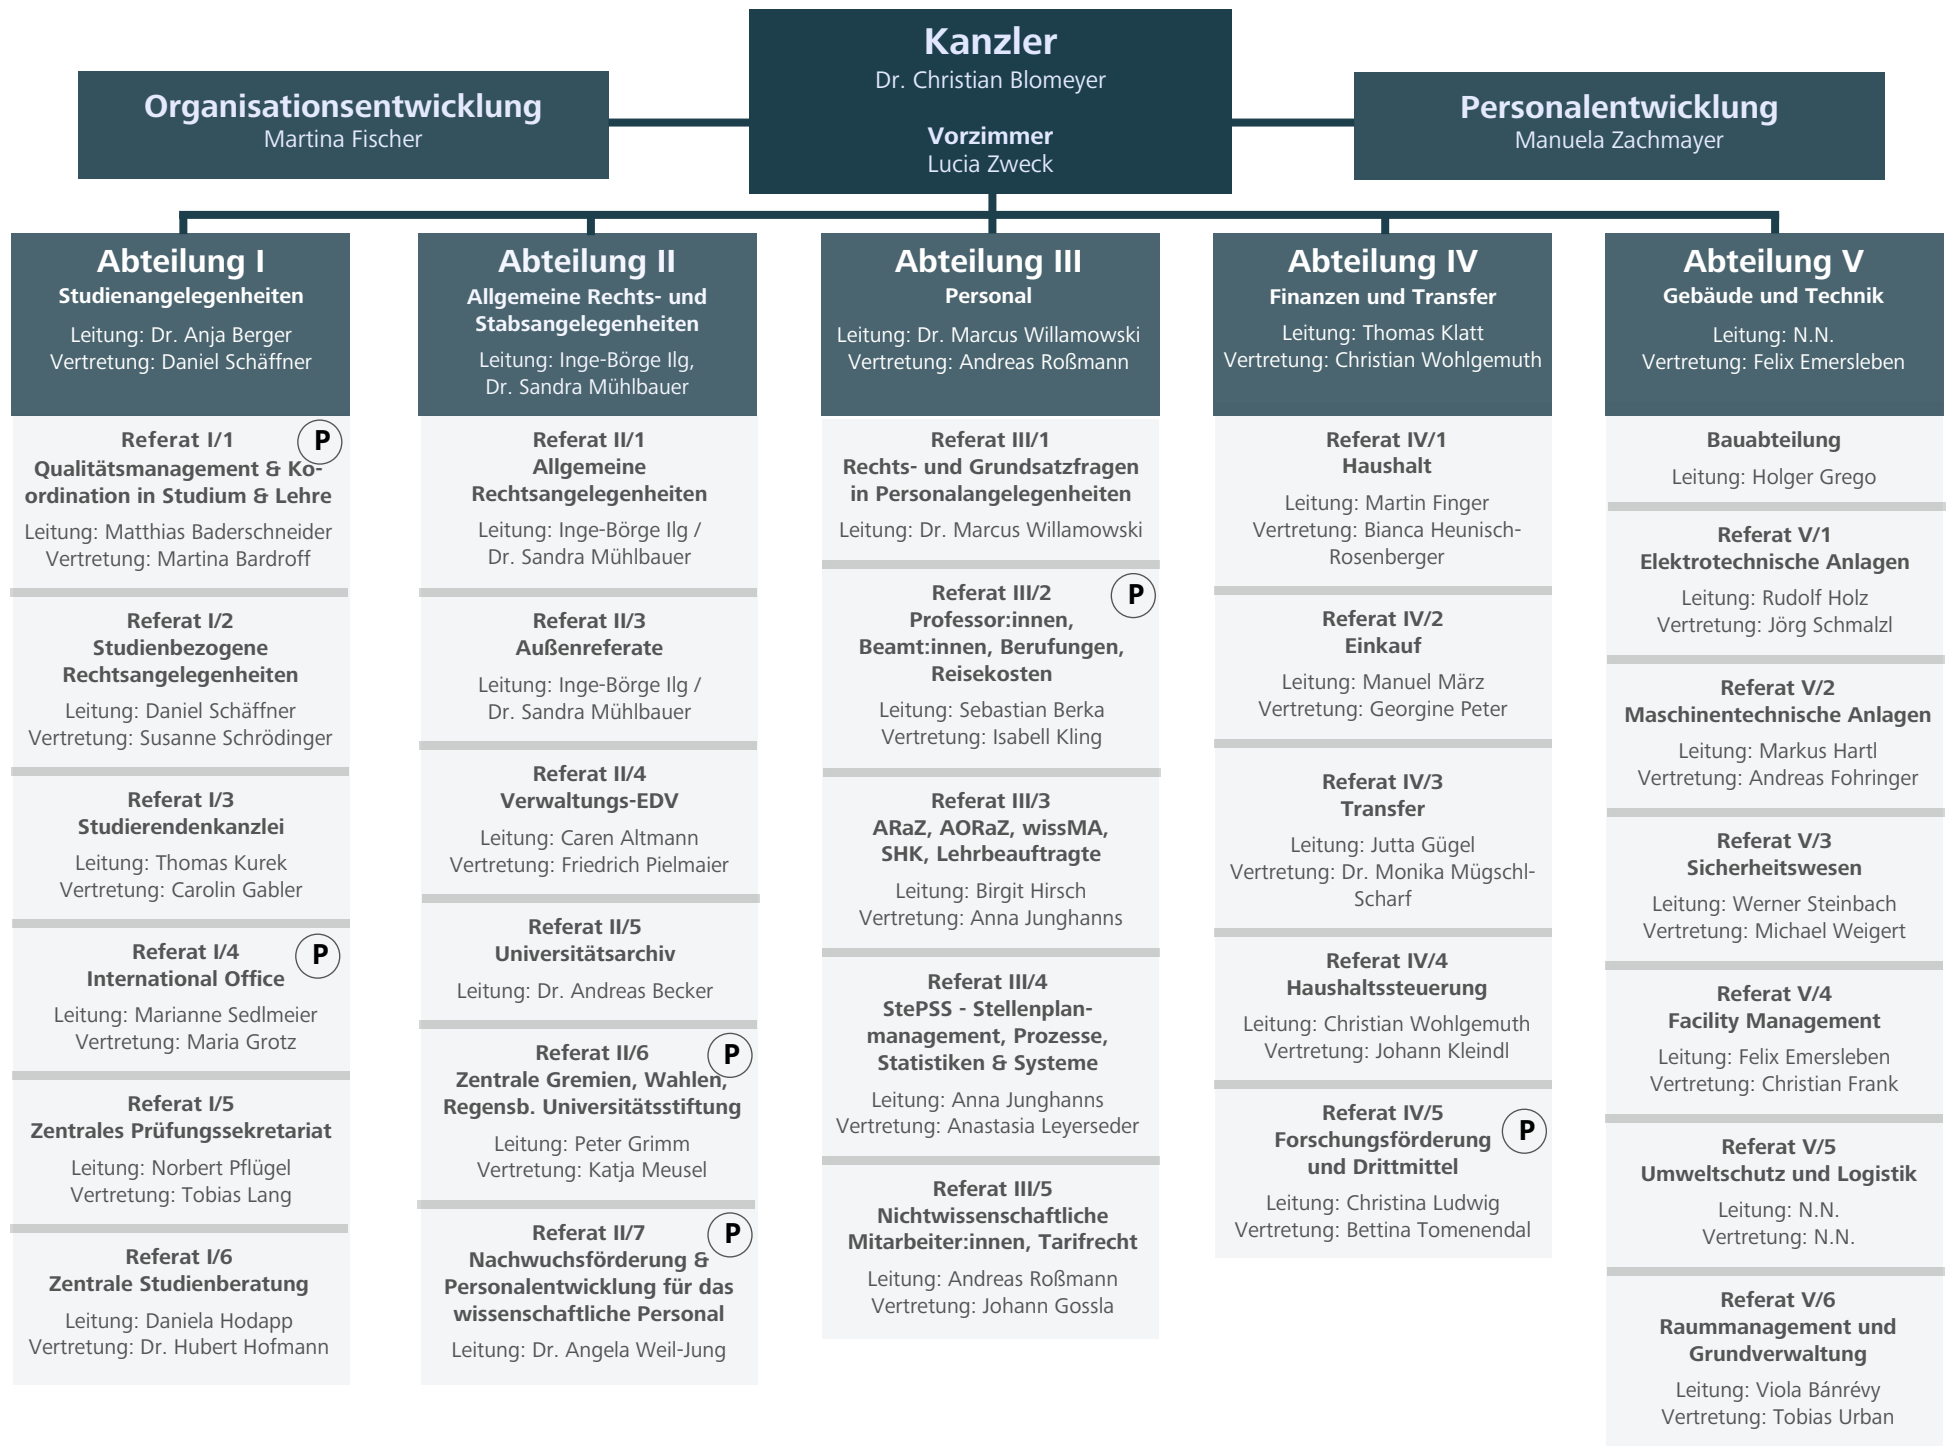 Kanzler
Dr. Christian Blomeyer
Vorzimmer
Lucia Zweck
Organisationsentwicklung
Martina Fischer
Personalentwicklung
Manuela Zachmayer
Abteilung I
Studienangelegenheiten
Leitung: Dr. Anja Berger
Vertretung: Daniel Schäffner
Referat I/1
P
Qualitätsmanagement & Ko-
ordination in Studium & Lehre
Leitung: Matthias Baderschneider
Vertretung: Martina Bardroff
Referat I/2
Studienbezogene
Rechtsangelegenheiten
Leitung: Daniel Schäffner
Vertretung: Susanne Schrödinger
Referat I/3
Studierendenkanzlei
Leitung: Thomas Kurek
Vertretung: Carolin Gabler
Referat I/4
P
International Office
Leitung: Marianne Sedlmeier
Vertretung: Maria Grotz
Referat I/5
Zentrales Prüfungssekretariat
Leitung: Norbert Pflügel
Vertretung: Tobias Lang
Referat I/6
Zentrale Studienberatung
Leitung: Daniela Hodapp
Vertretung: Dr. Hubert Hofmann
Abteilung II
Allgemeine Rechts- und
Stabsangelegenheiten
Leitung: Inge-Börge Ilg,
Dr. Sandra Mühlbauer
Referat II/1
Allgemeine
Rechtsangelegenheiten
Leitung: Inge-Börge Ilg /
Dr. Sandra Mühlbauer
Referat II/3
Außenreferate
Leitung: Inge-Börge Ilg /
Dr. Sandra Mühlbauer
Referat II/4
Verwaltungs-EDV
Leitung: Caren Altmann
Vertretung: Friedrich Pielmaier
Referat II/5
Universitätsarchiv
Leitung: Dr. Andreas Becker
Referat II/6
P
Zentrale Gremien, Wahlen,
Regensb. Universitätsstiftung
Leitung: Peter Grimm
Vertretung: Katja Meusel
Referat II/7
P
Nachwuchsförderung &
Personalentwicklung für das
wissenschaftliche Personal
Leitung: Dr. Angela Weil-Jung
Abteilung III
Personal
Leitung: Dr. Marcus Willamowski
Vertretung: Andreas Roßmann
Referat III/1
Rechts- und Grundsatzfragen
in Personalangelegenheiten
Leitung: Dr. Marcus Willamowski
Referat III/2
P
Professor:innen,
Beamt:innen, Berufungen,
Reisekosten
Leitung: Sebastian Berka
Vertretung: Isabell Kling
Referat III/3
ARaZ, AORaZ, wissMA,
SHK, Lehrbeauftragte
Leitung: Birgit Hirsch
Vertretung: Anna Junghanns
Referat III/4
StePSS - Stellenplan-
management, Prozesse,
Statistiken & Systeme
Leitung: Anna Junghanns
Vertretung: Anastasia Leyerseder
Referat III/5
Nichtwissenschaftliche
Mitarbeiter:innen, Tarifrecht
Leitung: Andreas Roßmann
Vertretung: Johann Gossla
Abteilung IV
Finanzen und Transfer
Leitung: Thomas Klatt
Vertretung: Christian Wohlgemuth
Referat IV/1
Haushalt
Leitung: Martin Finger
Vertretung: Bianca Heunisch-
Rosenberger
Referat IV/2
Einkauf
Leitung: Manuel März
Vertretung: Georgine Peter
Referat IV/3
Transfer
Leitung: Jutta Gügel
Vertretung: Dr. Monika Mügschl-
Scharf
Referat IV/4
Haushaltssteuerung
Leitung: Christian Wohlgemuth
Vertretung: Johann Kleindl
Referat IV/5
P
Forschungsförderung
und Drittmittel
Leitung: Christina Ludwig
Vertretung: Bettina Tomenendal
Abteilung V
Gebäude und Technik
Leitung: N.N.
Vertretung: Felix Emersleben
Bauabteilung
Leitung: Holger Grego
Referat V/1
Elektrotechnische Anlagen
Leitung: Rudolf Holz
Vertretung: Jörg Schmalzl
Referat V/2
Maschinentechnische Anlagen
Leitung: Markus Hartl
Vertretung: Andreas Fohringer
Referat V/3
Sicherheitswesen
Leitung: Werner Steinbach
Vertretung: Michael Weigert
Referat V/4
Facility Management
Leitung: Felix Emersleben
Vertretung: Christian Frank
Referat V/5
Umweltschutz und Logistik
Leitung: N.N.
Vertretung: N.N.
Referat V/6
Raummanagement und
Grundverwaltung
Leitung: Viola Bánrévy
Vertretung: Tobias Urban